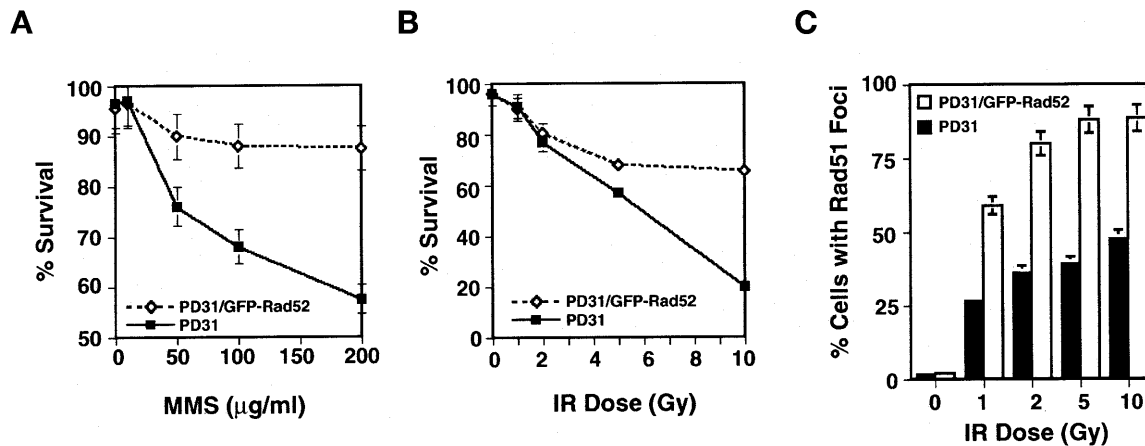 A
% Survival
100
90
80
70
60
50
PD31/GFP-Rad52
PD31
0 50 100 150 200
MMS (μg/ml)
B
% Survival
100
80
60
40
20
0
PD31/GFP-Rad52
PD31
0 2 4 6 8 10
IR Dose (Gy)
C
% Cells with Rad51 Foci
100
75
50
25
0
PD31/GFP-Rad52
PD31
0 1 2 5 10
IR Dose (Gy)